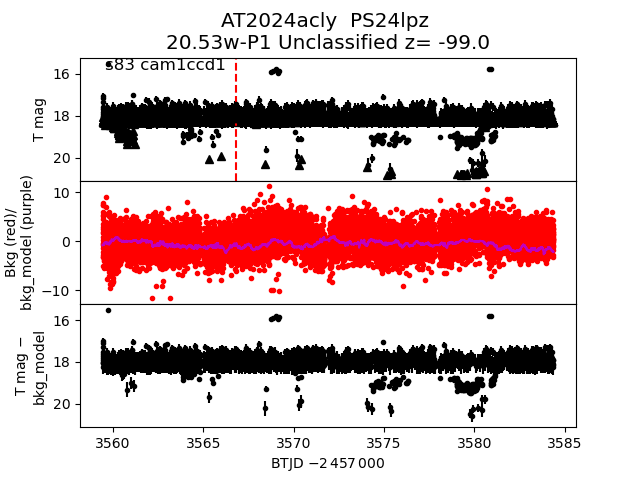 AT2024acly  PS24lpz
20.53w-P1 Unclassified z= -99.0
s83 cam1ccd1
T mag
16
18
20
Bkg (red)/
bkg_model (purple)
10
0
−10
T mag −
bkg_model
16
18
20
3560
3565
3570
3575
3580
3585
BTJD −2 457 000